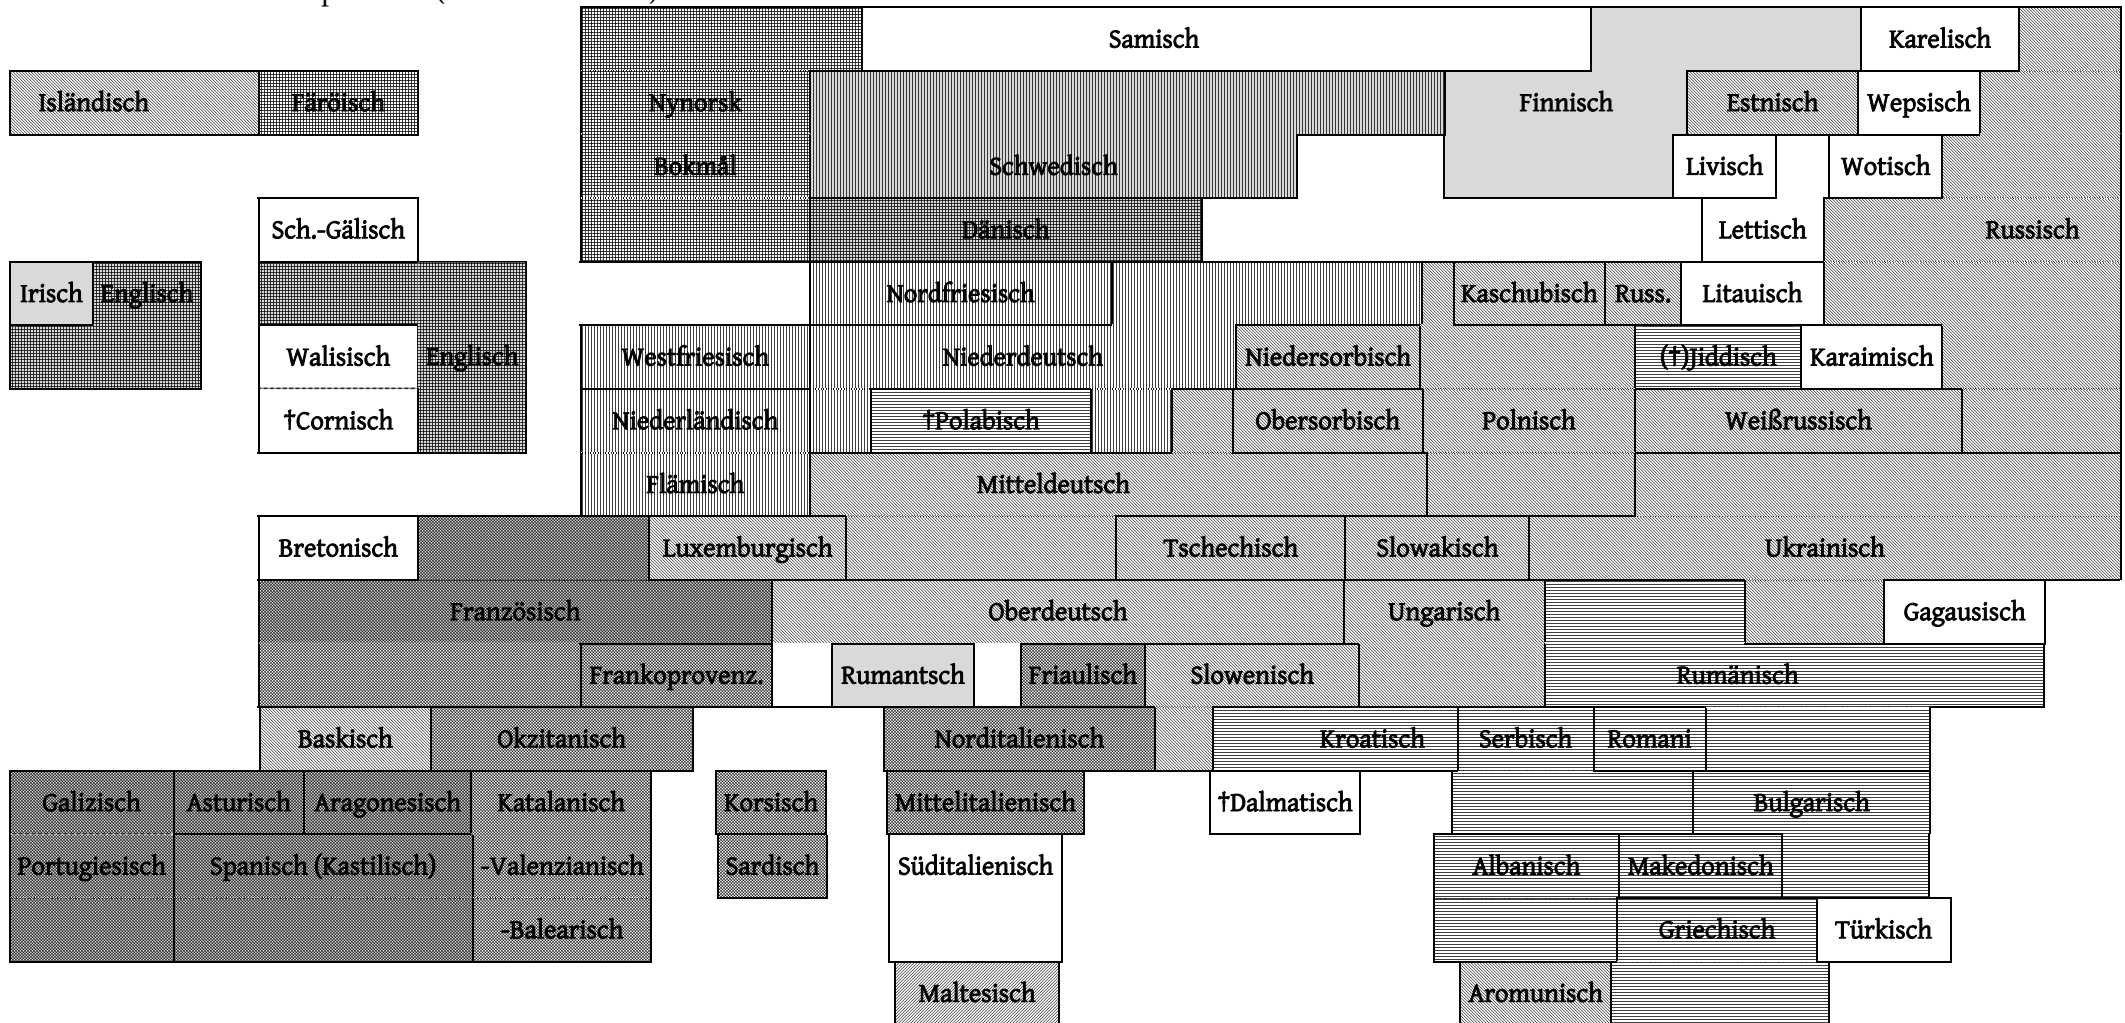 Samisch Karelisch
Isländisch Färöisch Nynorsk Finnisch Estnisch Wepsisch
Bokmål Schwedisch Livisch Wotisch
Sch.-Gälisch Dänisch Lettisch Russisch
Irisch Englisch Nordfriesisch Kaschubisch Russ. Litauisch
Walisisch Englisch Westfriesisch Niederdeutsch Niedersorbisch (†)Jiddisch Karaimisch
†Cornisch Niederländisch †Polabisch Obersorbisch Polnisch Weißrussisch
Flämisch Mitteldeutsch
Bretonisch Luxemburgisch Tschechisch Slowakisch Ukrainisch
Französisch Oberdeutsch Ungarisch Gagausisch
Frankoprovenz. Rumantsch Friaulisch Slowenisch Rumänisch
Baskisch Okzitanisch Norditalienisch Kroatisch Serbisch Romani
Galizisch Asturisch Aragonesisch Katalanisch Korsisch Mittelitalienisch †Dalmatisch Bulgarisch
Portugiesisch Spanisch (Kastilisch) -Valenzianisch Sardisch Süditalienisch Albanisch Makedonisch
-Balearisch Griechisch Türkisch
Maltesisch Aromunisch